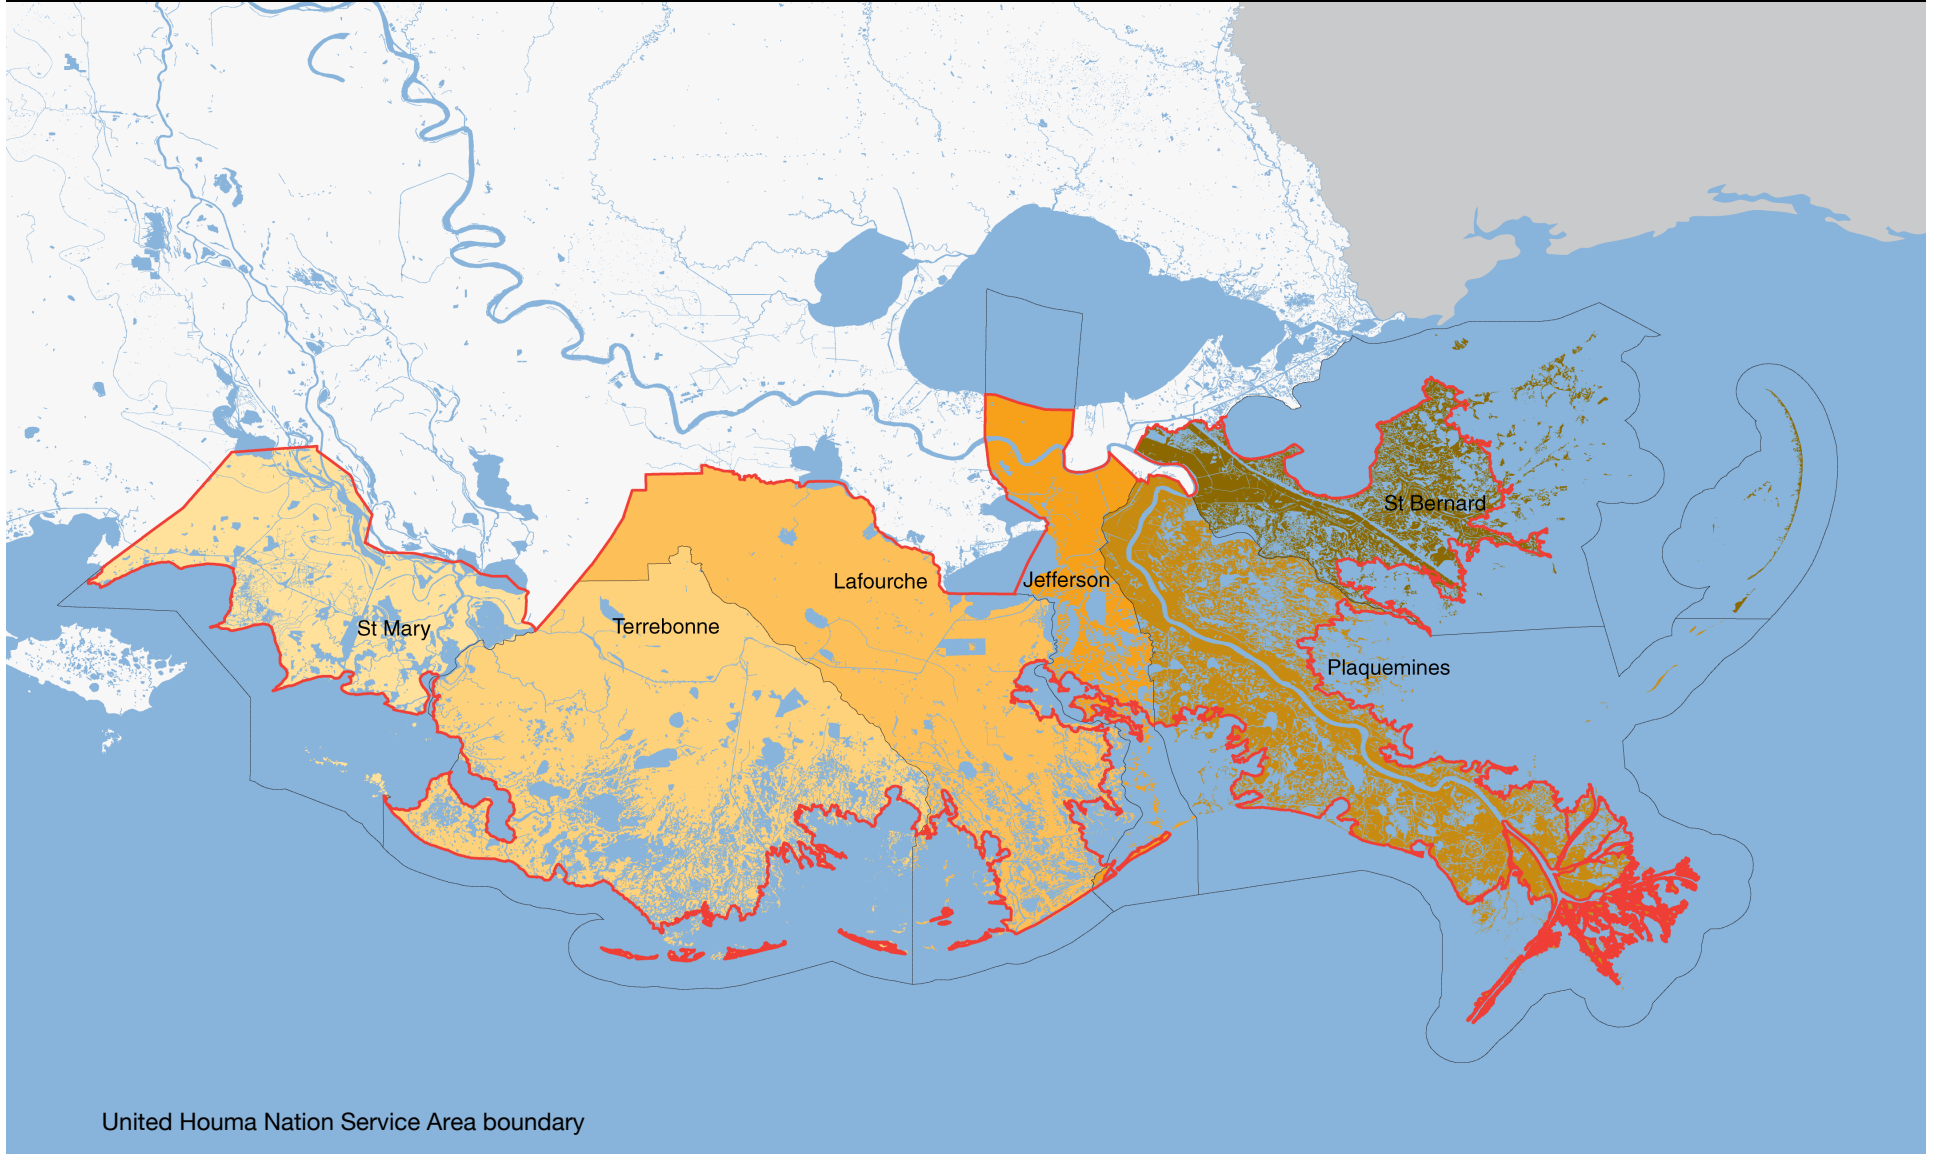 St Bernard
Lafourche
Jefferson
St Mary
Terrebonne
Plaquemines
United Houma Nation Service Area boundary